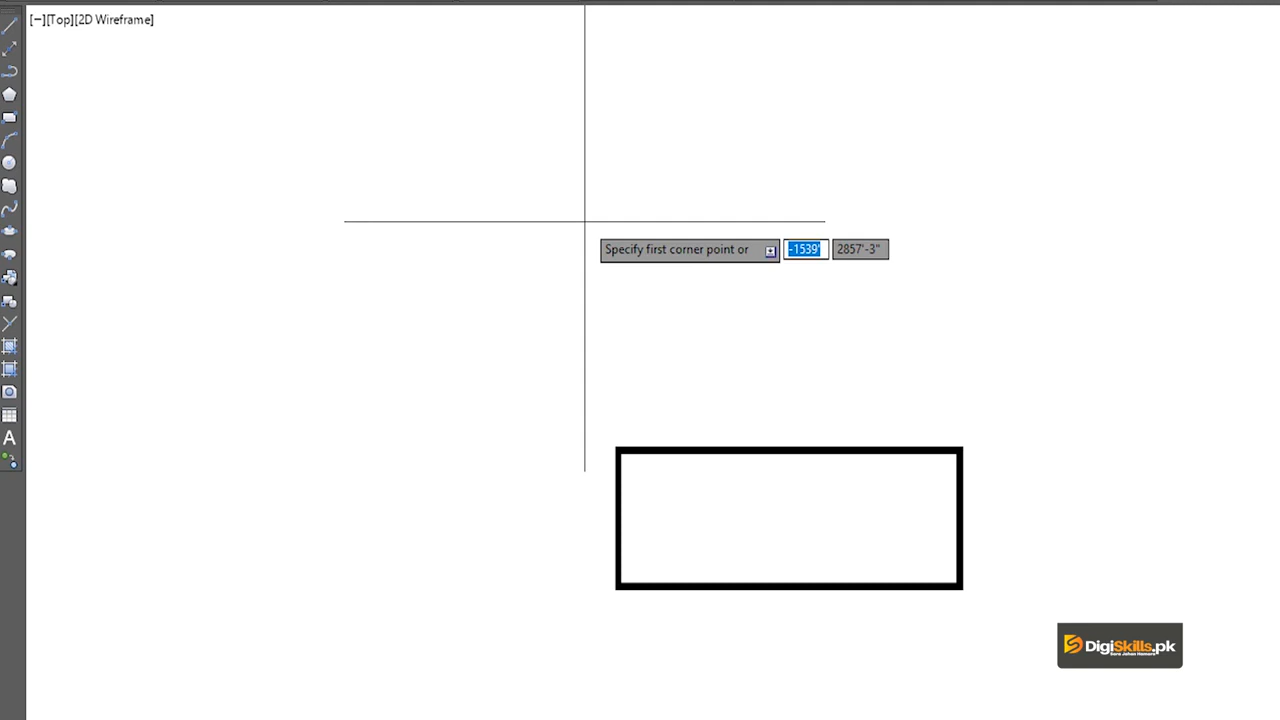 [−][Top][2D Wireframe]
Specify first corner point or -1539' 2857'-3"
A
DigiSkills.pk